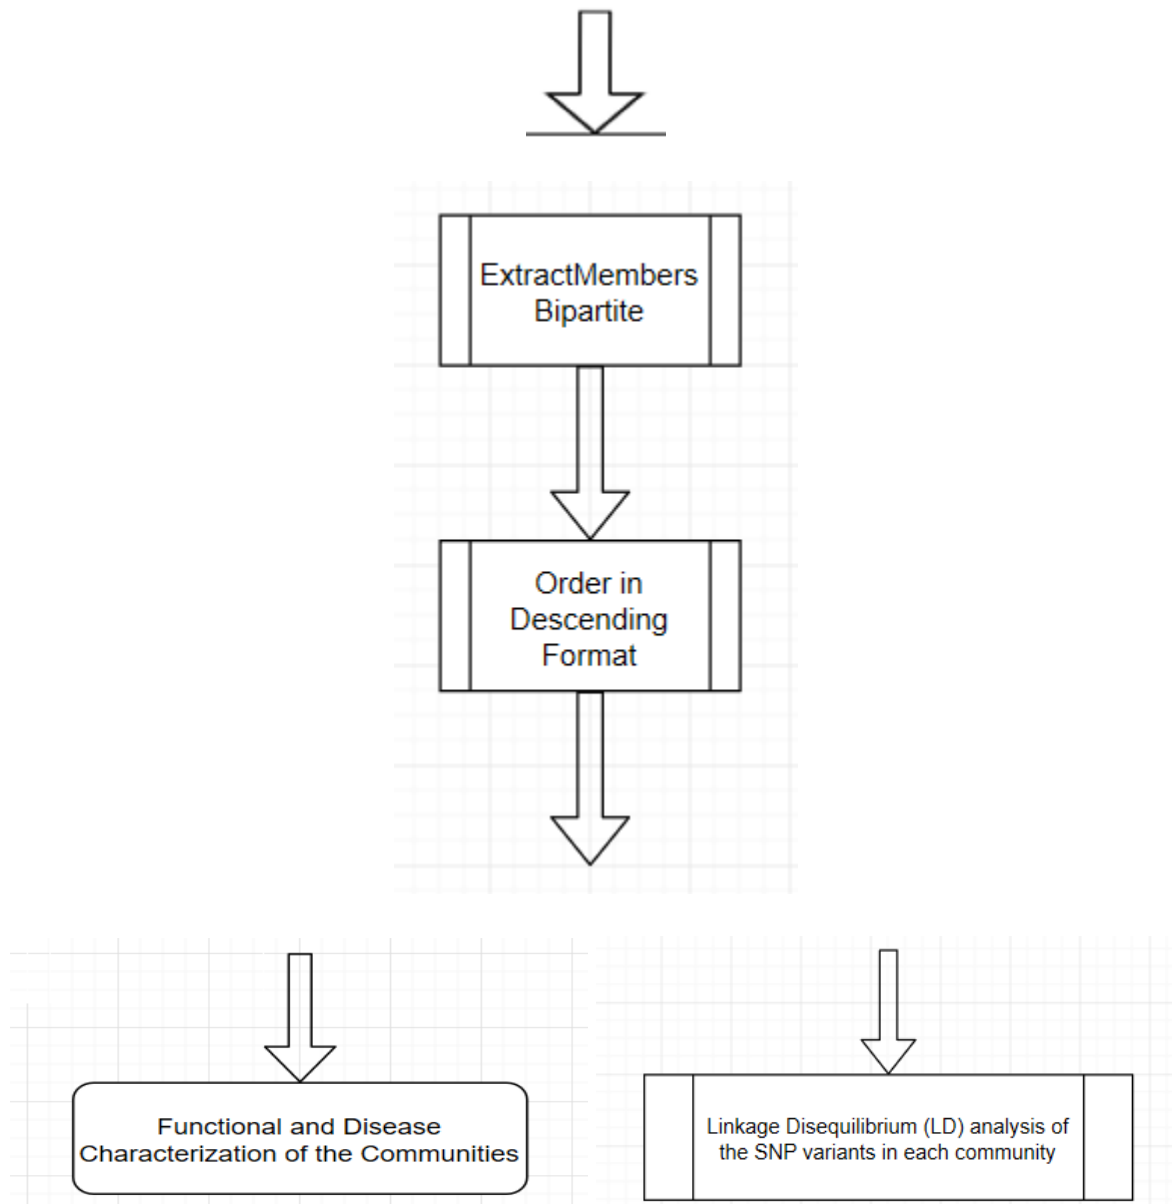 ExtractMembers
Bipartite
Order in
Descending
Format
Functional and Disease
Characterization of the Communities
Linkage Disequilibrium (LD) analysis of
the SNP variants in each community